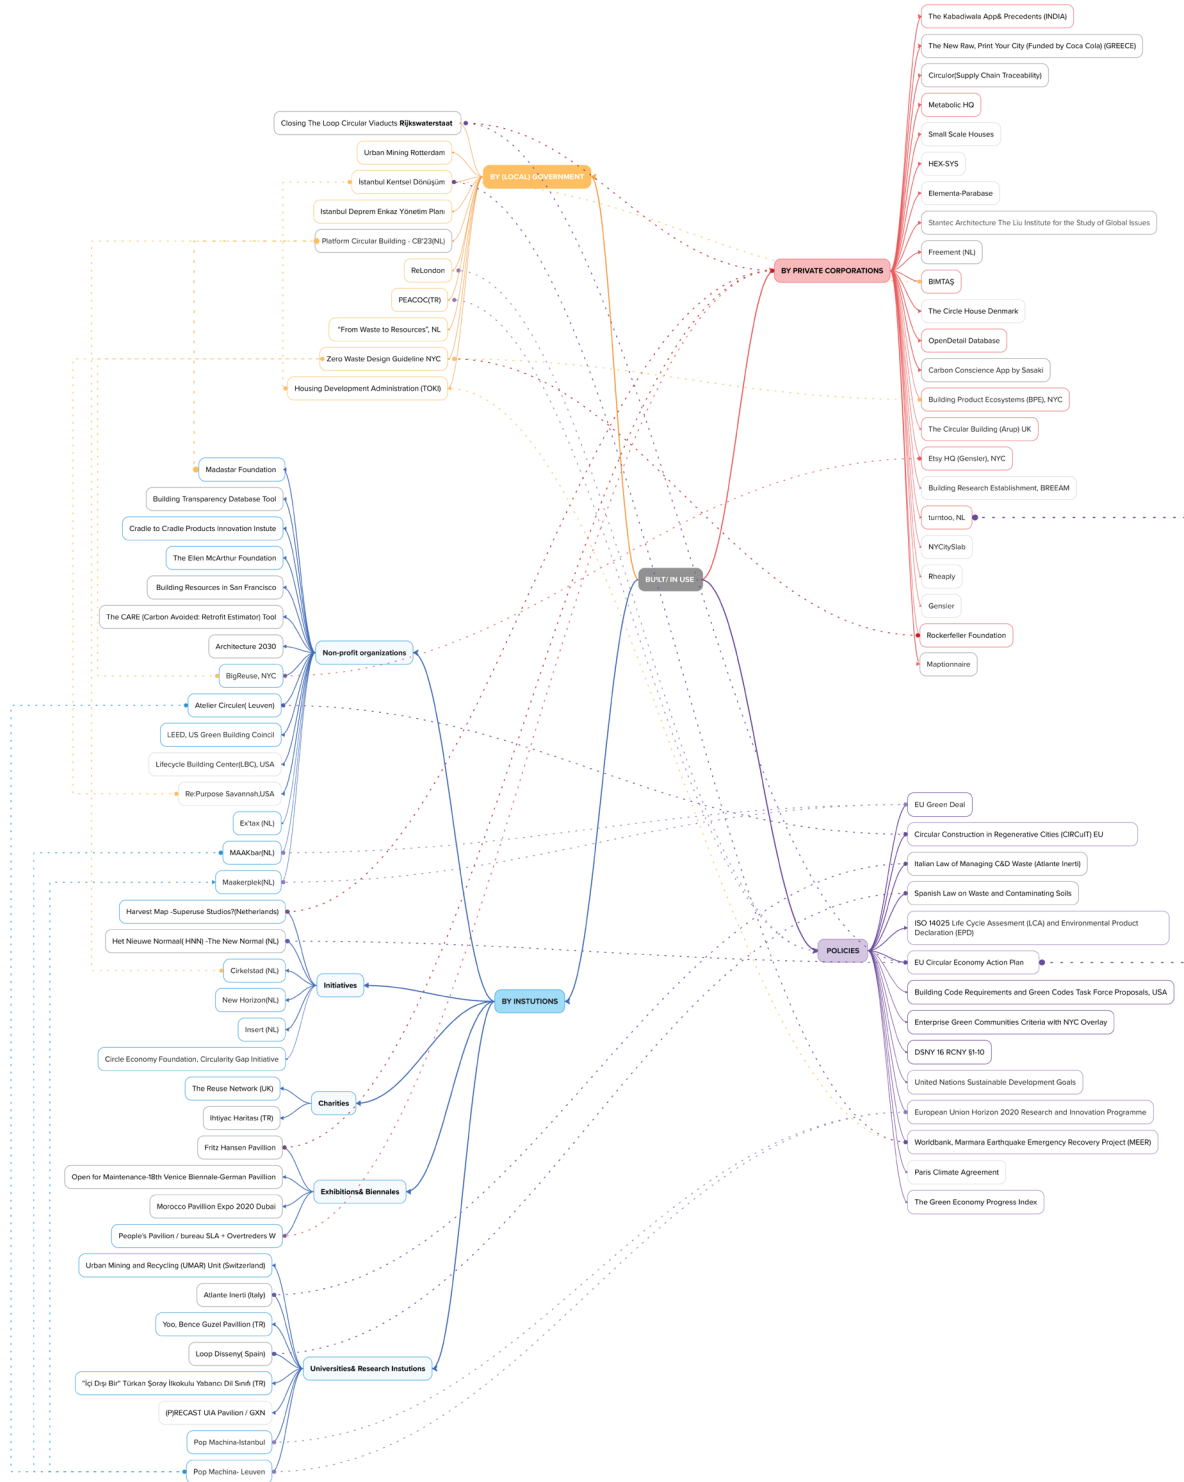 BUILT/ IN USE
BY (LOCAL) GOVERNMENT
Closing The Loop Circular Viaducts Rijkswaterstaat
Urban Mining Rotterdam
İstanbul Kentsel Dönüşüm
Istanbul Deprem Enkaz Yönetim Planı
Platform Circular Building - CB'23(NL)
ReLondon
PEACOC(TR)
"From Waste to Resources", NL
Zero Waste Design Guideline NYC
Housing Development Administration (TOKI)
BY PRIVATE CORPORATIONS
The Kabadiwala App& Precedents (INDIA)
The New Raw, Print Your City (Funded by Coca Cola) (GREECE)
Circulor(Supply Chain Traceability)
Metabolic HQ
Small Scale Houses
HEX-SYS
Elementa-Parabase
Stantec Architecture The Liu Institute for the Study of Global Issues
Freement (NL)
BIMTAŞ
The Circle House Denmark
OpenDetail Database
Carbon Conscience App by Sasaki
Building Product Ecosystems (BPE), NYC
The Circular Building (Arup) UK
Etsy HQ (Gensler), NYC
Building Research Establishment, BREEAM
turntoo, NL
NYCitySlab
Rheaply
Gensler
Rockerfeller Foundation
Maptionnaire
BY INSTUTIONS
Non-profit organizations
Madastar Foundation
Building Transparency Database Tool
Cradle to Cradle Products Innovation Instute
The Ellen McArthur Foundation
Building Resources in San Francisco
The CARE (Carbon Avoided: Retrofit Estimator) Tool
Architecture 2030
BigReuse, NYC
Atelier Circuler( Leuven)
LEED, US Green Building Coincil
Lifecycle Building Center(LBC), USA
Re:Purpose Savannah,USA
Ex'tax (NL)
MAAKbar(NL)
Maakerplek(NL)
Initiatives
Harvest Map -Superuse Studios?(Netherlands)
Het Nieuwe Normaal( HNN) -The New Normal (NL)
Cirkelstad (NL)
New Horizon(NL)
Insert (NL)
Circle Economy Foundation, Circularity Gap Initiative
Charities
The Reuse Network (UK)
Ihtiyac Haritası (TR)
Exhibitions& Biennales
Fritz Hansen Pavillion
Open for Maintenance-18th Venice Biennale-German Pavillion
Morocco Pavillion Expo 2020 Dubai
People's Pavilion / bureau SLA + Overtreders W
Universities& Research Instutions
Urban Mining and Recycling (UMAR) Unit (Switzerland)
Atlante Inerti (Italy)
Yoo, Bence Guzel Pavillion (TR)
Loop Disseny( Spain)
"İçi Dışı Bir" Türkan Şoray İlkokulu Yabancı Dil Sınıfı (TR)
(P)RECAST UIA Pavilion / GXN
Pop Machina-Istanbul
Pop Machina- Leuven
POLICIES
EU Green Deal
Circular Construction in Regenerative Cities (CIRCuIT) EU
Italian Law of Managing C&D Waste (Atlante Inerti)
Spanish Law on Waste and Contaminating Soils
ISO 14025 Life Cycle Assesment (LCA) and Environmental Product
Declaration (EPD)
EU Circular Economy Action Plan
Building Code Requirements and Green Codes Task Force Proposals, USA
Enterprise Green Communities Criteria with NYC Overlay
DSNY 16 RCNY §1-10
United Nations Sustainable Development Goals
European Union Horizon 2020 Research and Innovation Programme
Worldbank, Marmara Earthquake Emergency Recovery Project (MEER)
Paris Climate Agreement
The Green Economy Progress Index